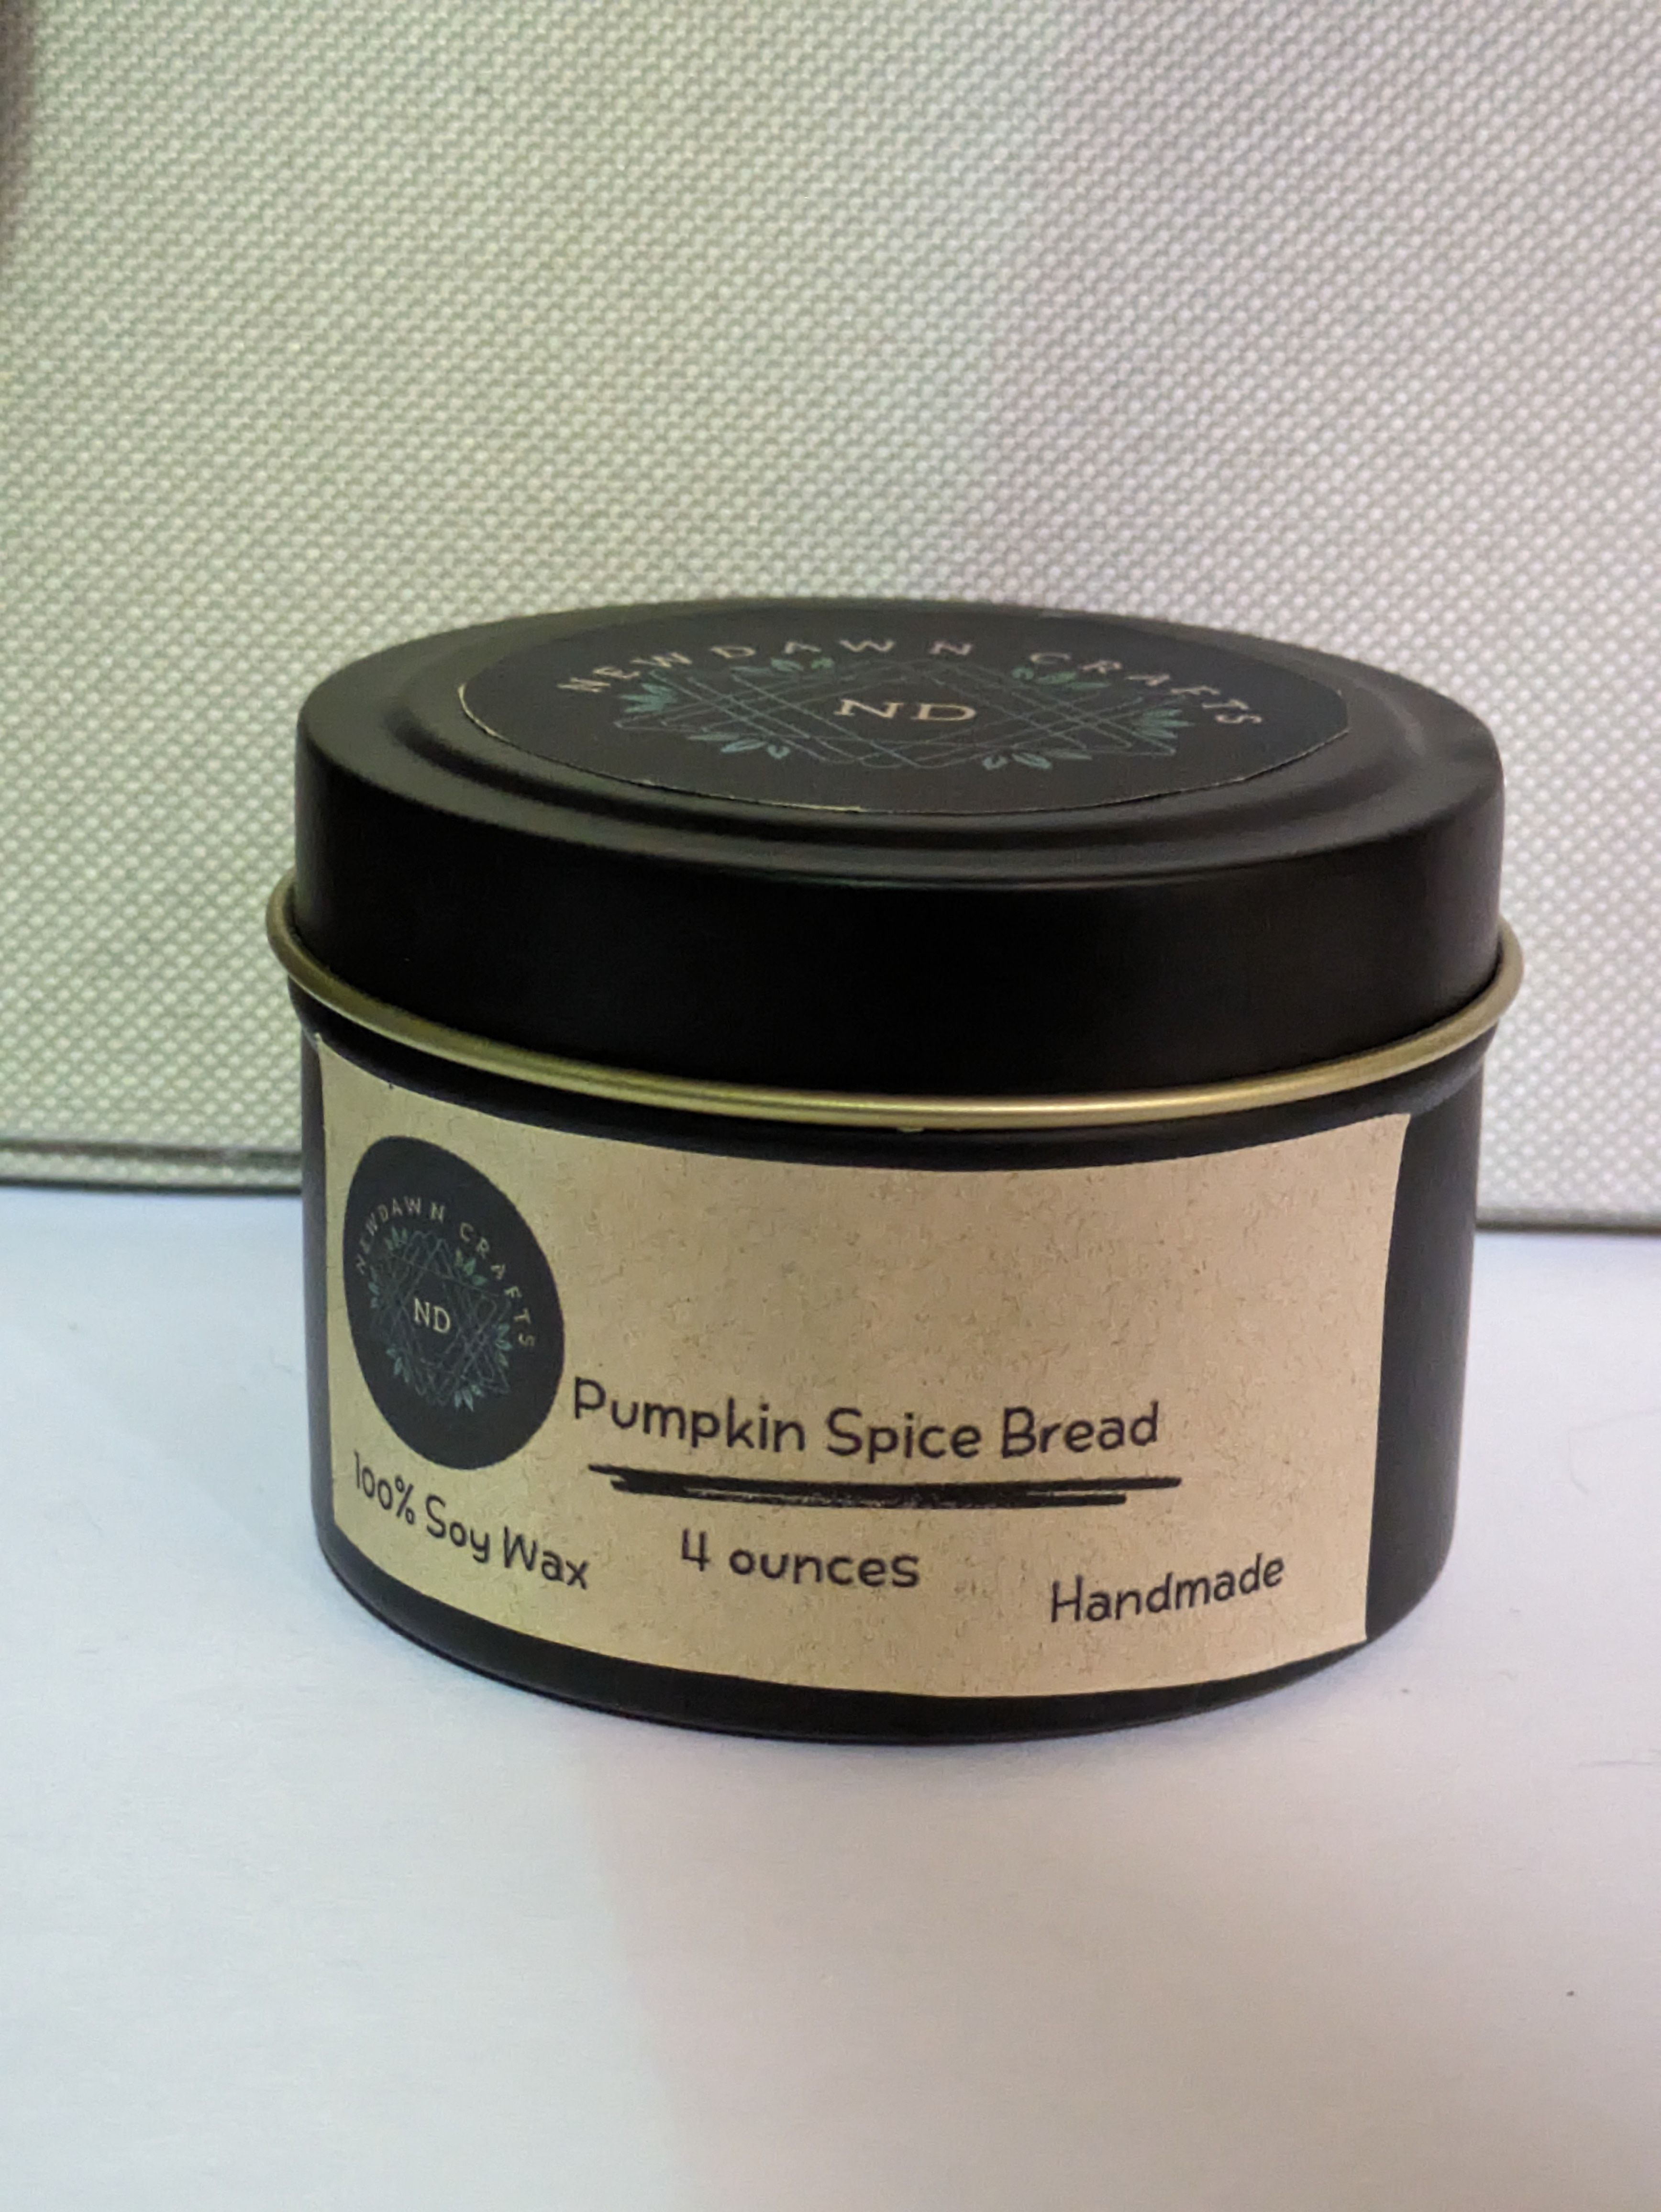 NEWDAWN CRAFTS
ND
NEWDAWN CRAFTS
ND
Pumpkin Spice Bread
100% Soy Wax
4 ounces
Handmade